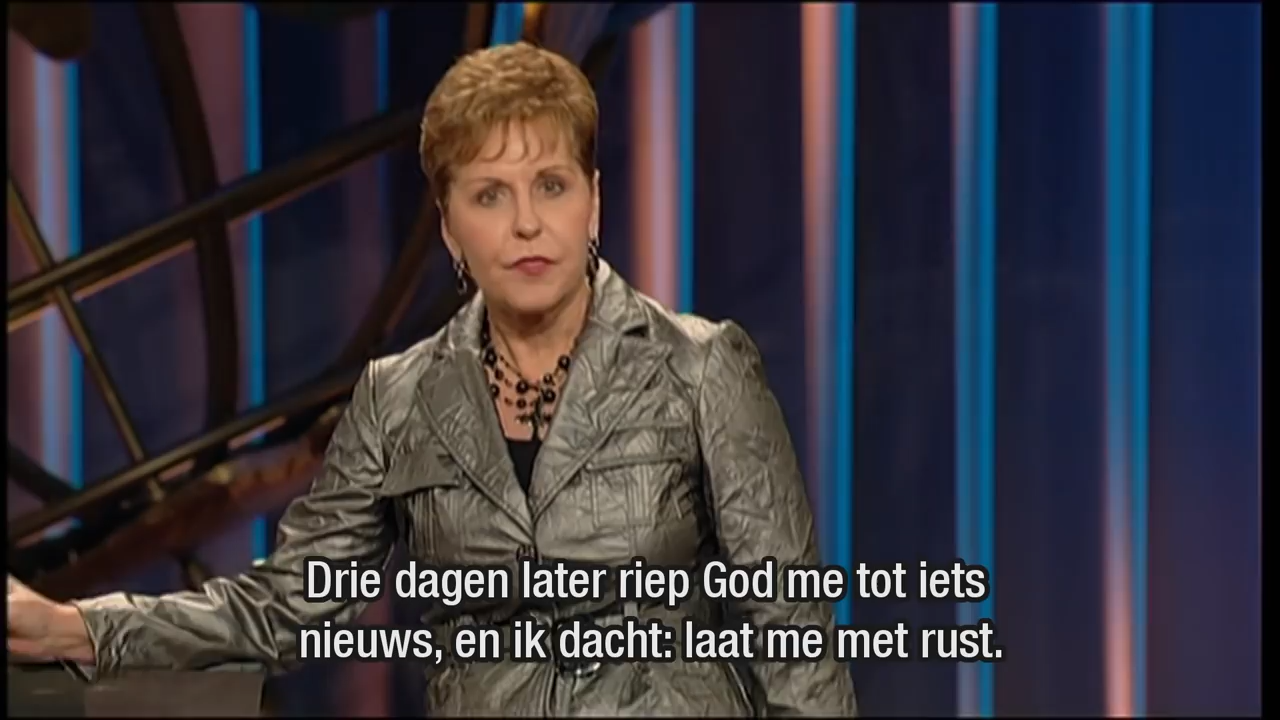 Drie dagen later riep God me tot iets
nieuws, en ik dacht: laat me met rust.